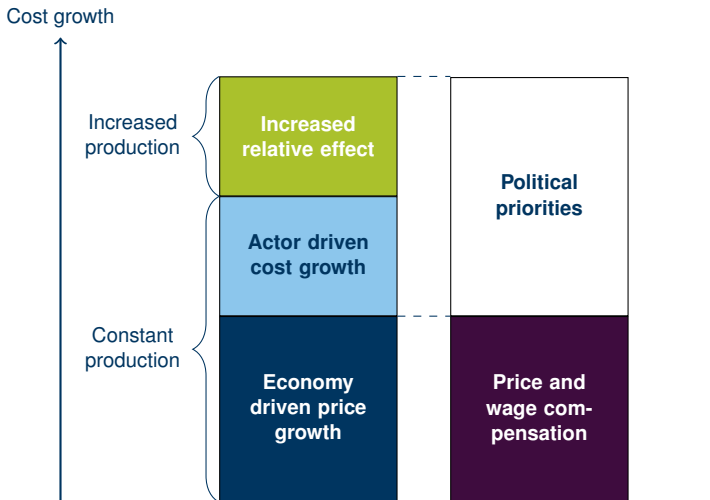 Cost growth
Increased
production
Increased
relative effect
Political
priorities
Actor driven
cost growth
Constant
production
Economy
driven price
growth
Price and
wage com-
pensation